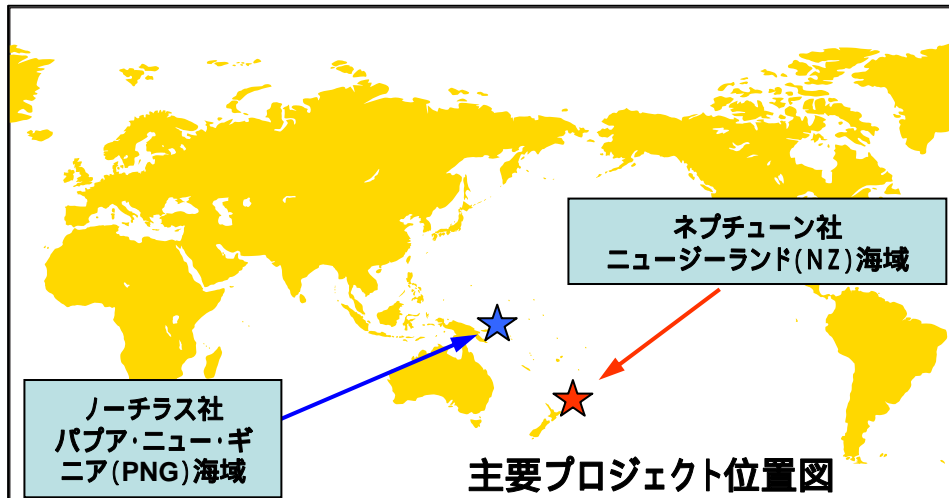 ネプチューン社
ニュージーランド(NZ)海域
ノーチラス社
パプア・ニュー・ギ
ニア(PNG)海域
主要プロジェクト位置図